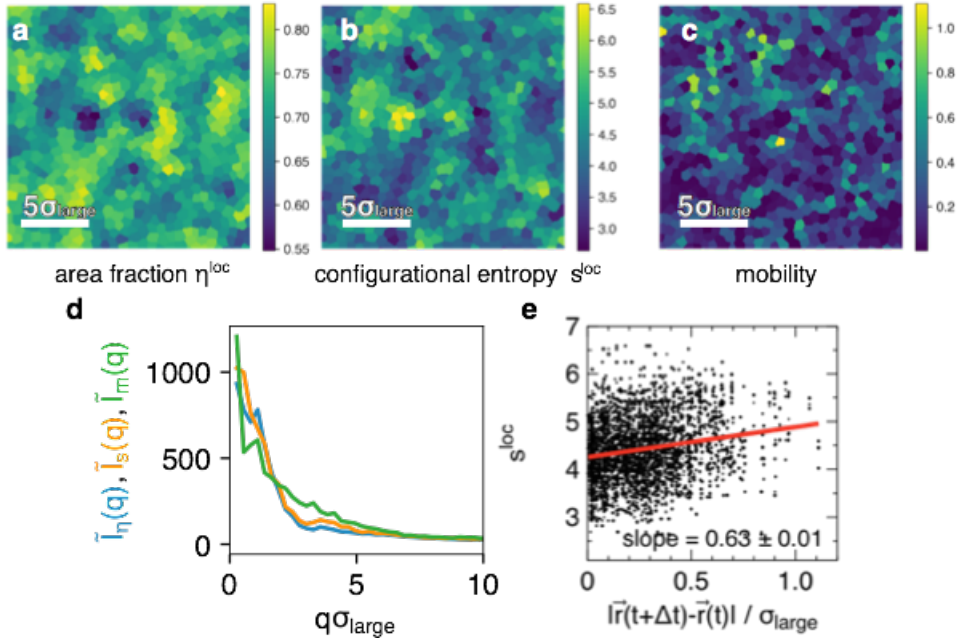 a
0.80
0.75
0.70
0.65
0.60
0.55
5σlarge
area fraction ηˡᵒᶜ
b
6.5
6.0
5.5
5.0
4.5
4.0
3.5
3.0
5σlarge
configurational entropy sˡᵒᶜ
c
1.0
0.8
0.6
0.4
0.2
5σlarge
mobility
d
Ĩη(q), Ĩs(q), Ĩm(q)
1000
500
0
0 5 10
qσlarge
e
sˡᵒᶜ
7
6
5
4
3
slope = 0.63 ± 0.01
0 0.5 1.0
|r⃗(t+Δt)-r⃗(t)| / σlarge